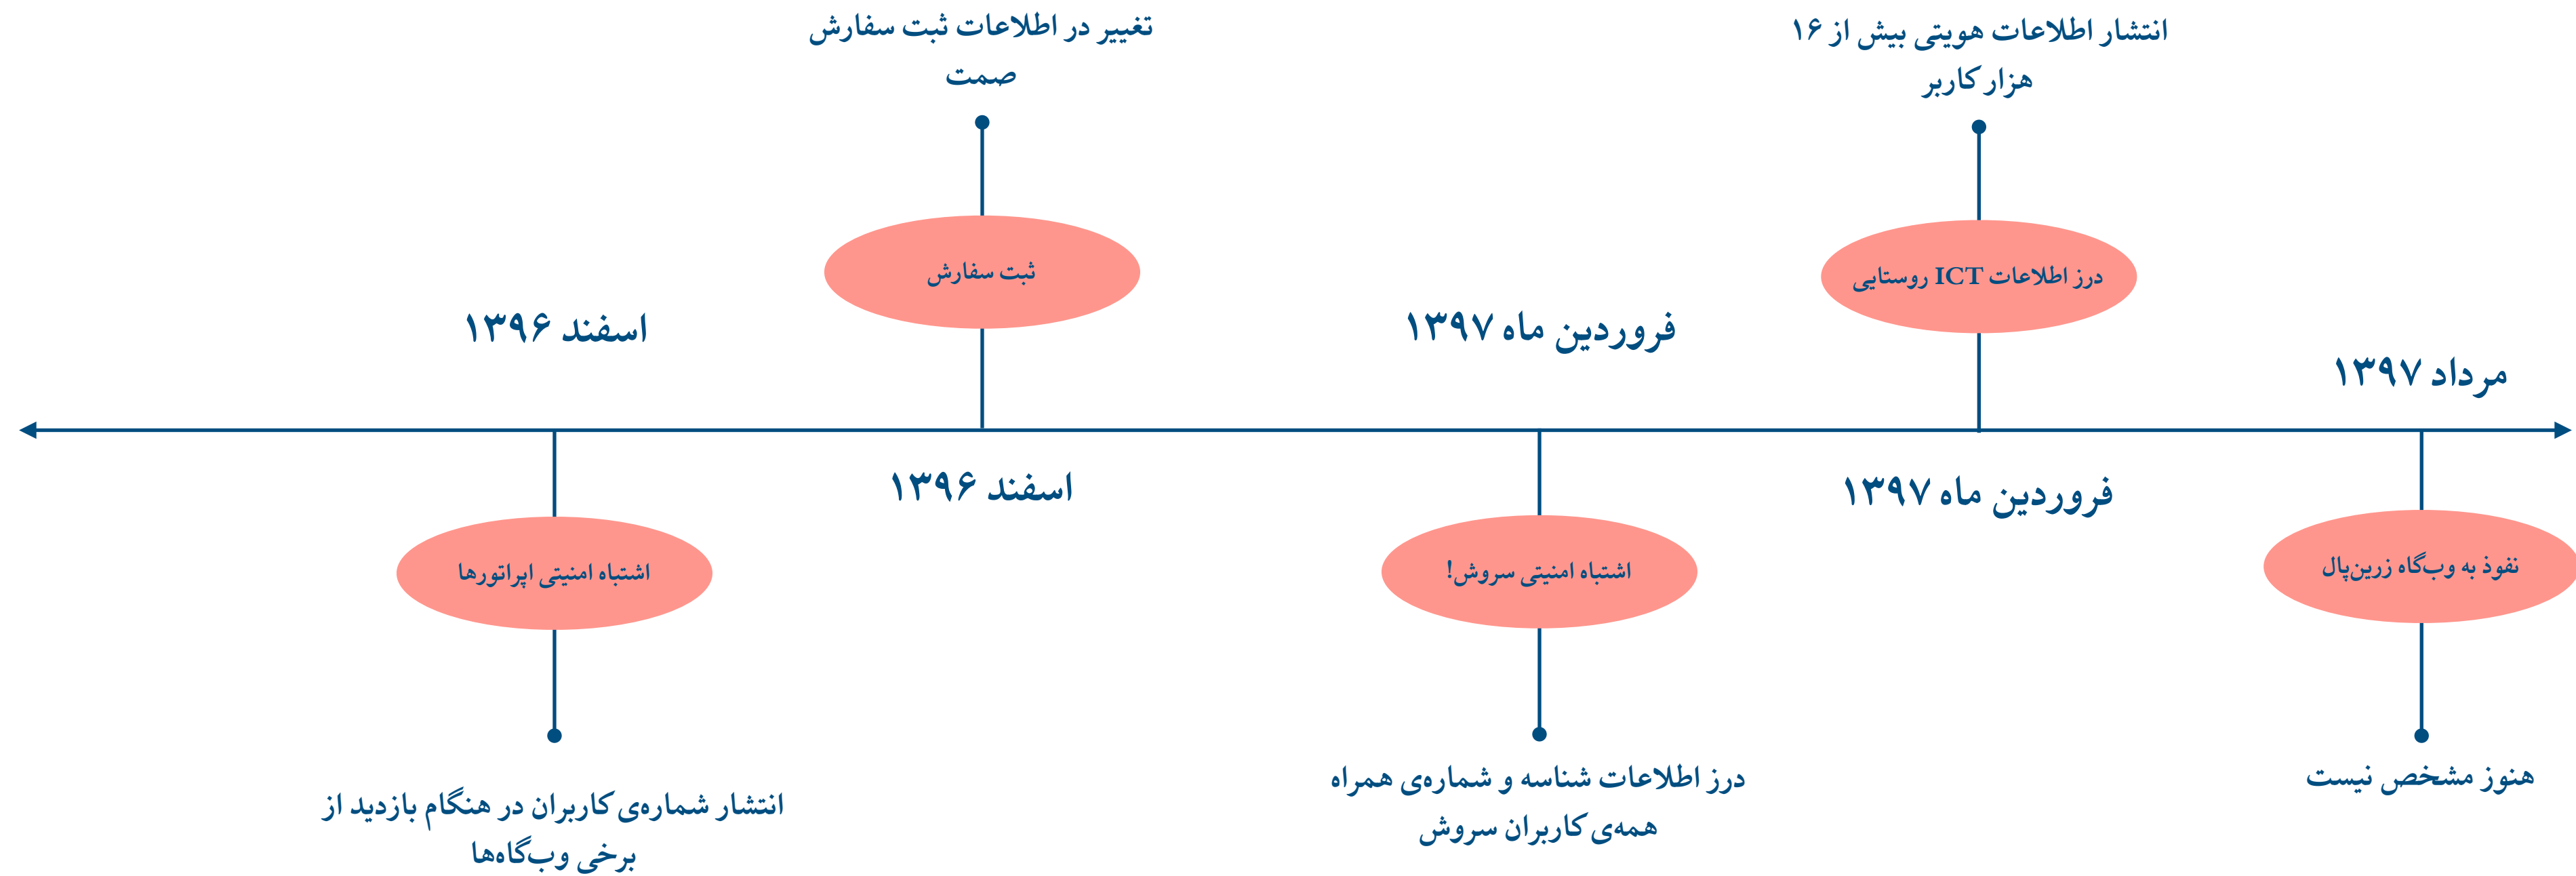 اسفند ۱۳۹۶
اشتباه امنیتی اپراتورها
انتشار شماره‌ی کاربران در هنگام بازدید از
برخی وب‌گاه‌ها
تغییر در اطلاعات ثبت سفارش
صمت
ثبت سفارش
اسفند ۱۳۹۶
فروردین ماه ۱۳۹۷
اشتباه امنیتی سروش!
درز اطلاعات شناسه و شماره‌ی همراه
همه‌ی کاربران سروش
انتشار اطلاعات هویتی بیش از ۱۶
هزار کاربر
درز اطلاعات ICT روستایی
فروردین ماه ۱۳۹۷
مرداد ۱۳۹۷
نفوذ به وب‌گاه زرین‌پال
هنوز مشخص نیست